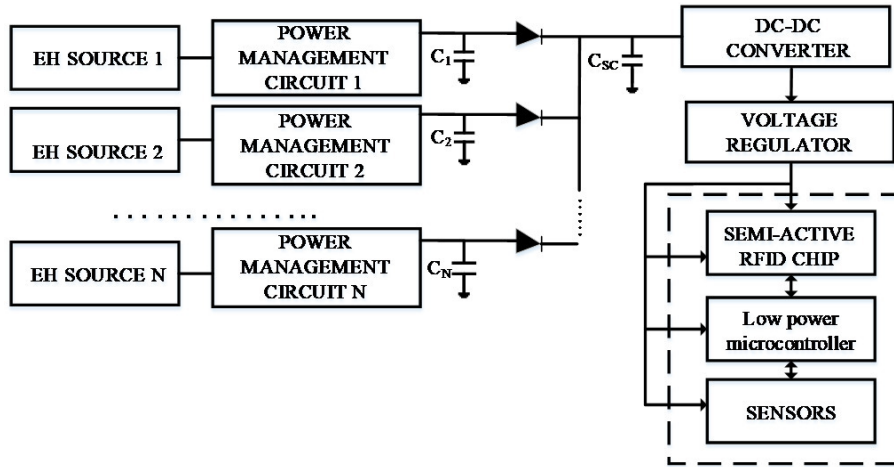 EH SOURCE 1
POWER
MANAGEMENT
CIRCUIT 1
C1
CSC
DC-DC
CONVERTER
EH SOURCE 2
POWER
MANAGEMENT
CIRCUIT 2
C2
VOLTAGE
REGULATOR
EH SOURCE N
POWER
MANAGEMENT
CIRCUIT N
CN
SEMI-ACTIVE
RFID CHIP
Low power
microcontroller
SENSORS